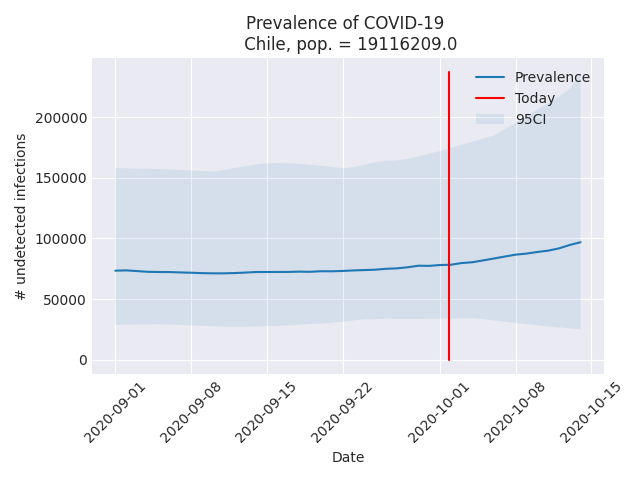 Prevalence of COVID-19
Chile, pop. = 19116209.0
Prevalence
Today
95CI
200000
150000
100000
50000
0
# undetected infections
2020-09-01
2020-09-08
2020-09-15
2020-09-22
2020-10-01
2020-10-08
2020-10-15
Date